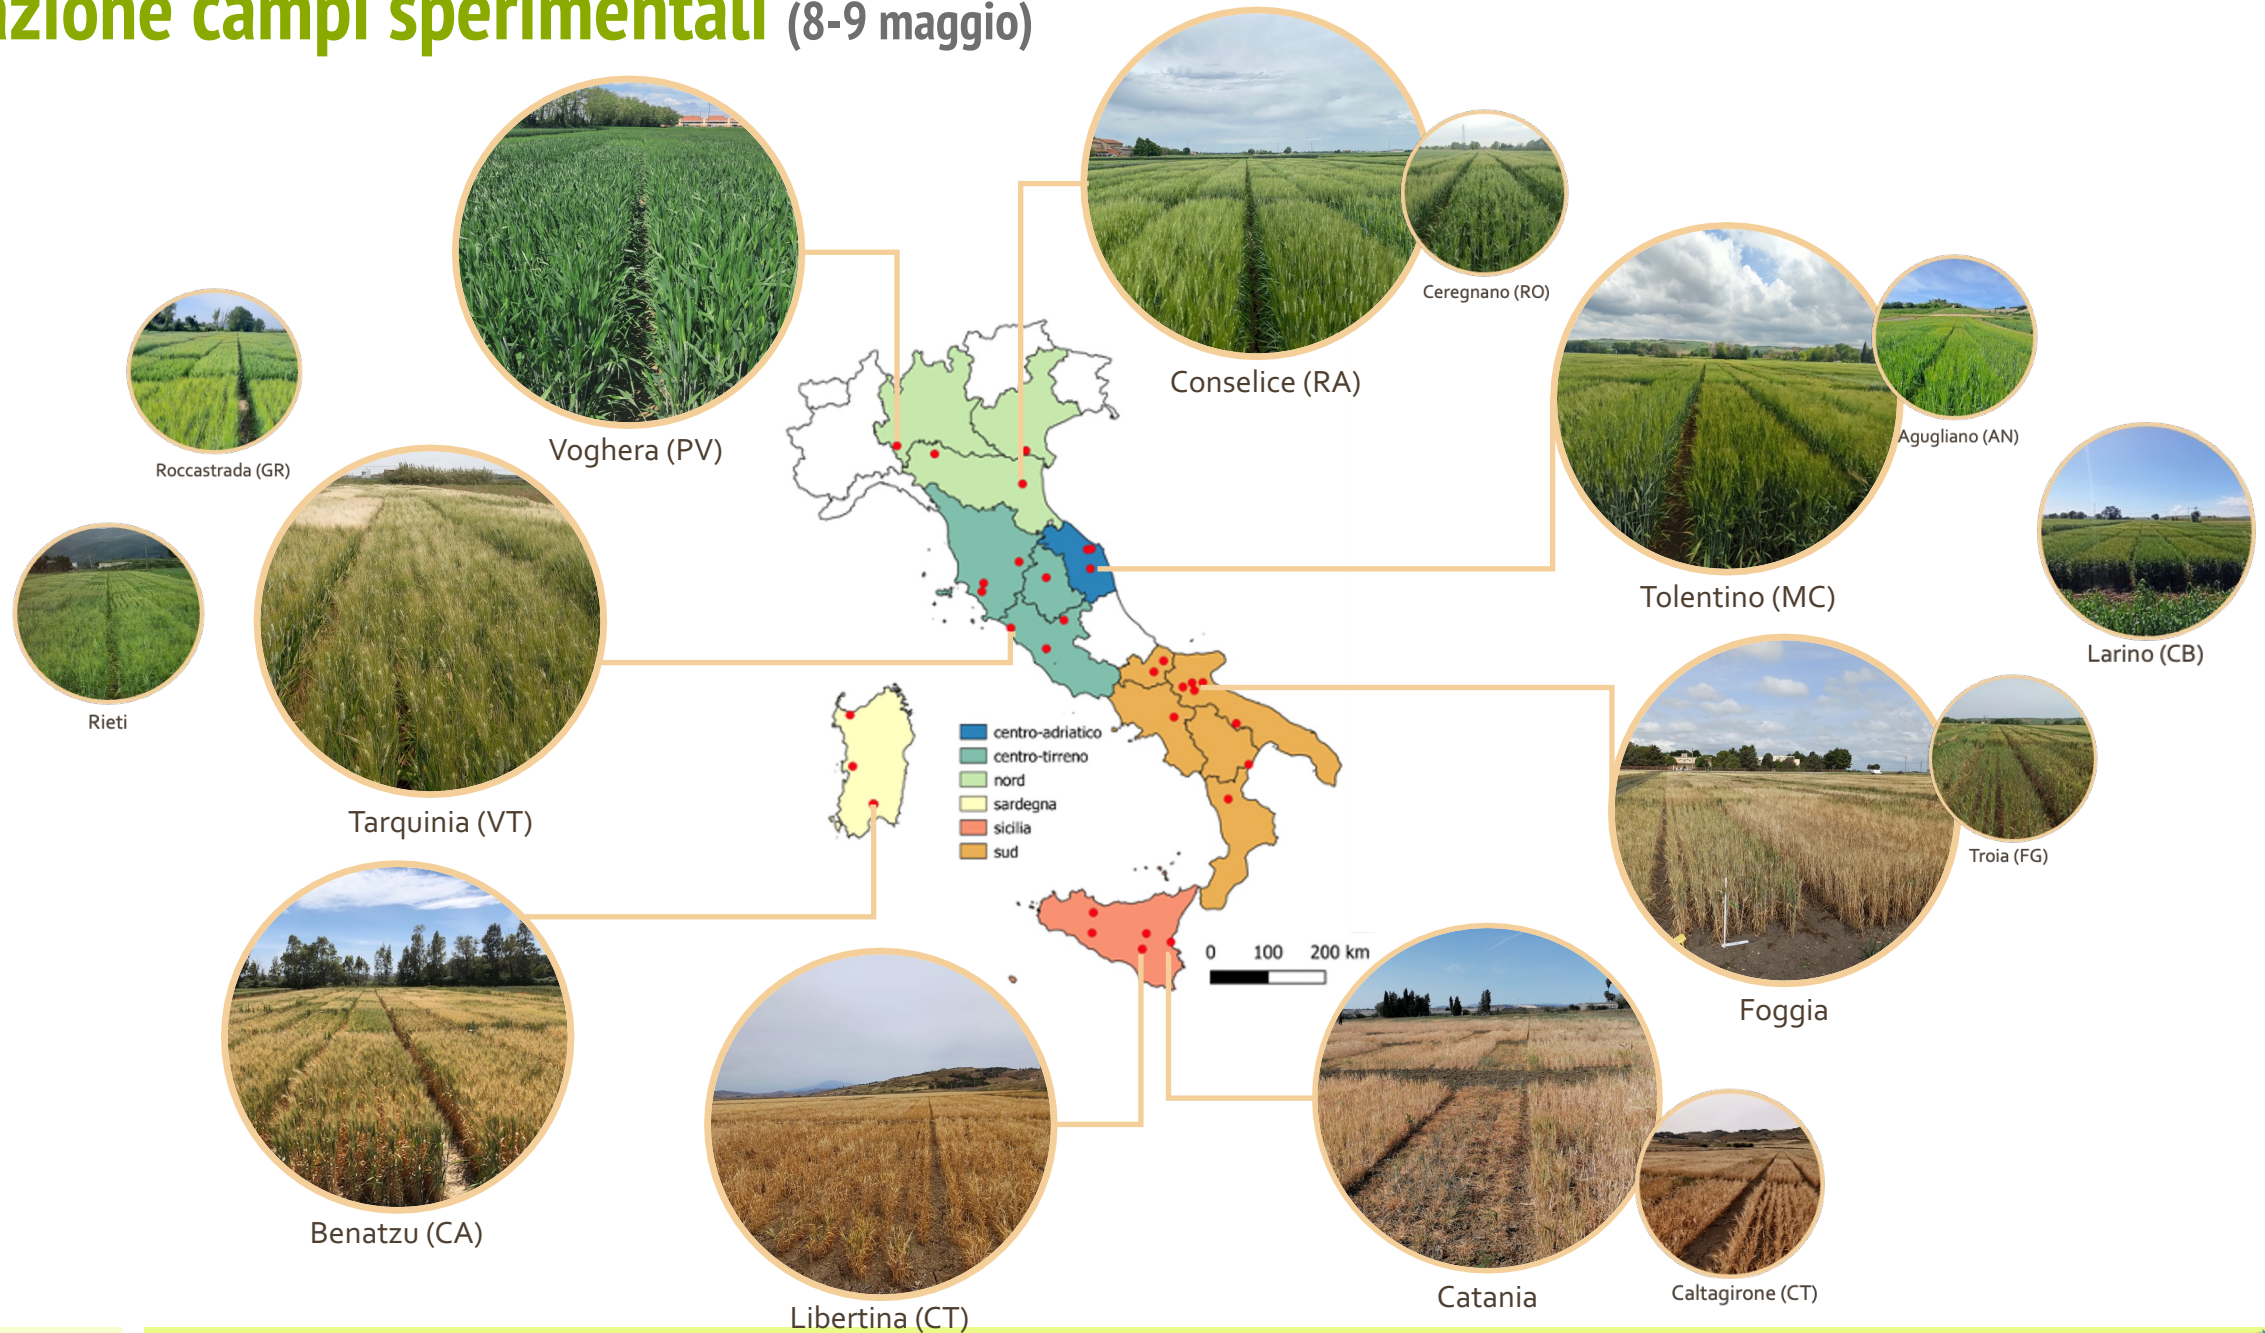 campi sperimentali (8-9 maggio)
Ceregnano (RO)
Conselice (RA)
Voghera (PV)
Agugliano (AN)
Roccastrada (GR)
Tolentino (MC)
Larino (CB)
Rieti
centro-adriatico
centro-tirreno
nord
sardegna
sicilia
sud
Tarquinia (VT)
Troia (FG)
0 100 200 km
Foggia
Benatzu (CA)
Catania
Caltagirone (CT)
Libertina (CT)